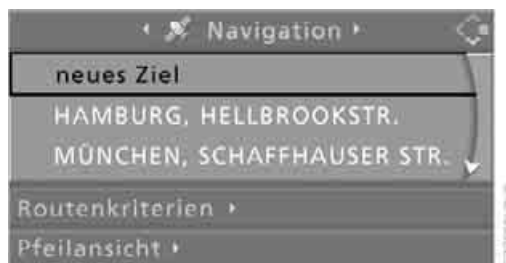 Navigation
neues Ziel
HAMBURG, HELLBROOKSTR.
MÜNCHEN, SCHAFFHAUSER STR.
Routenkriterien
Pfeilansicht